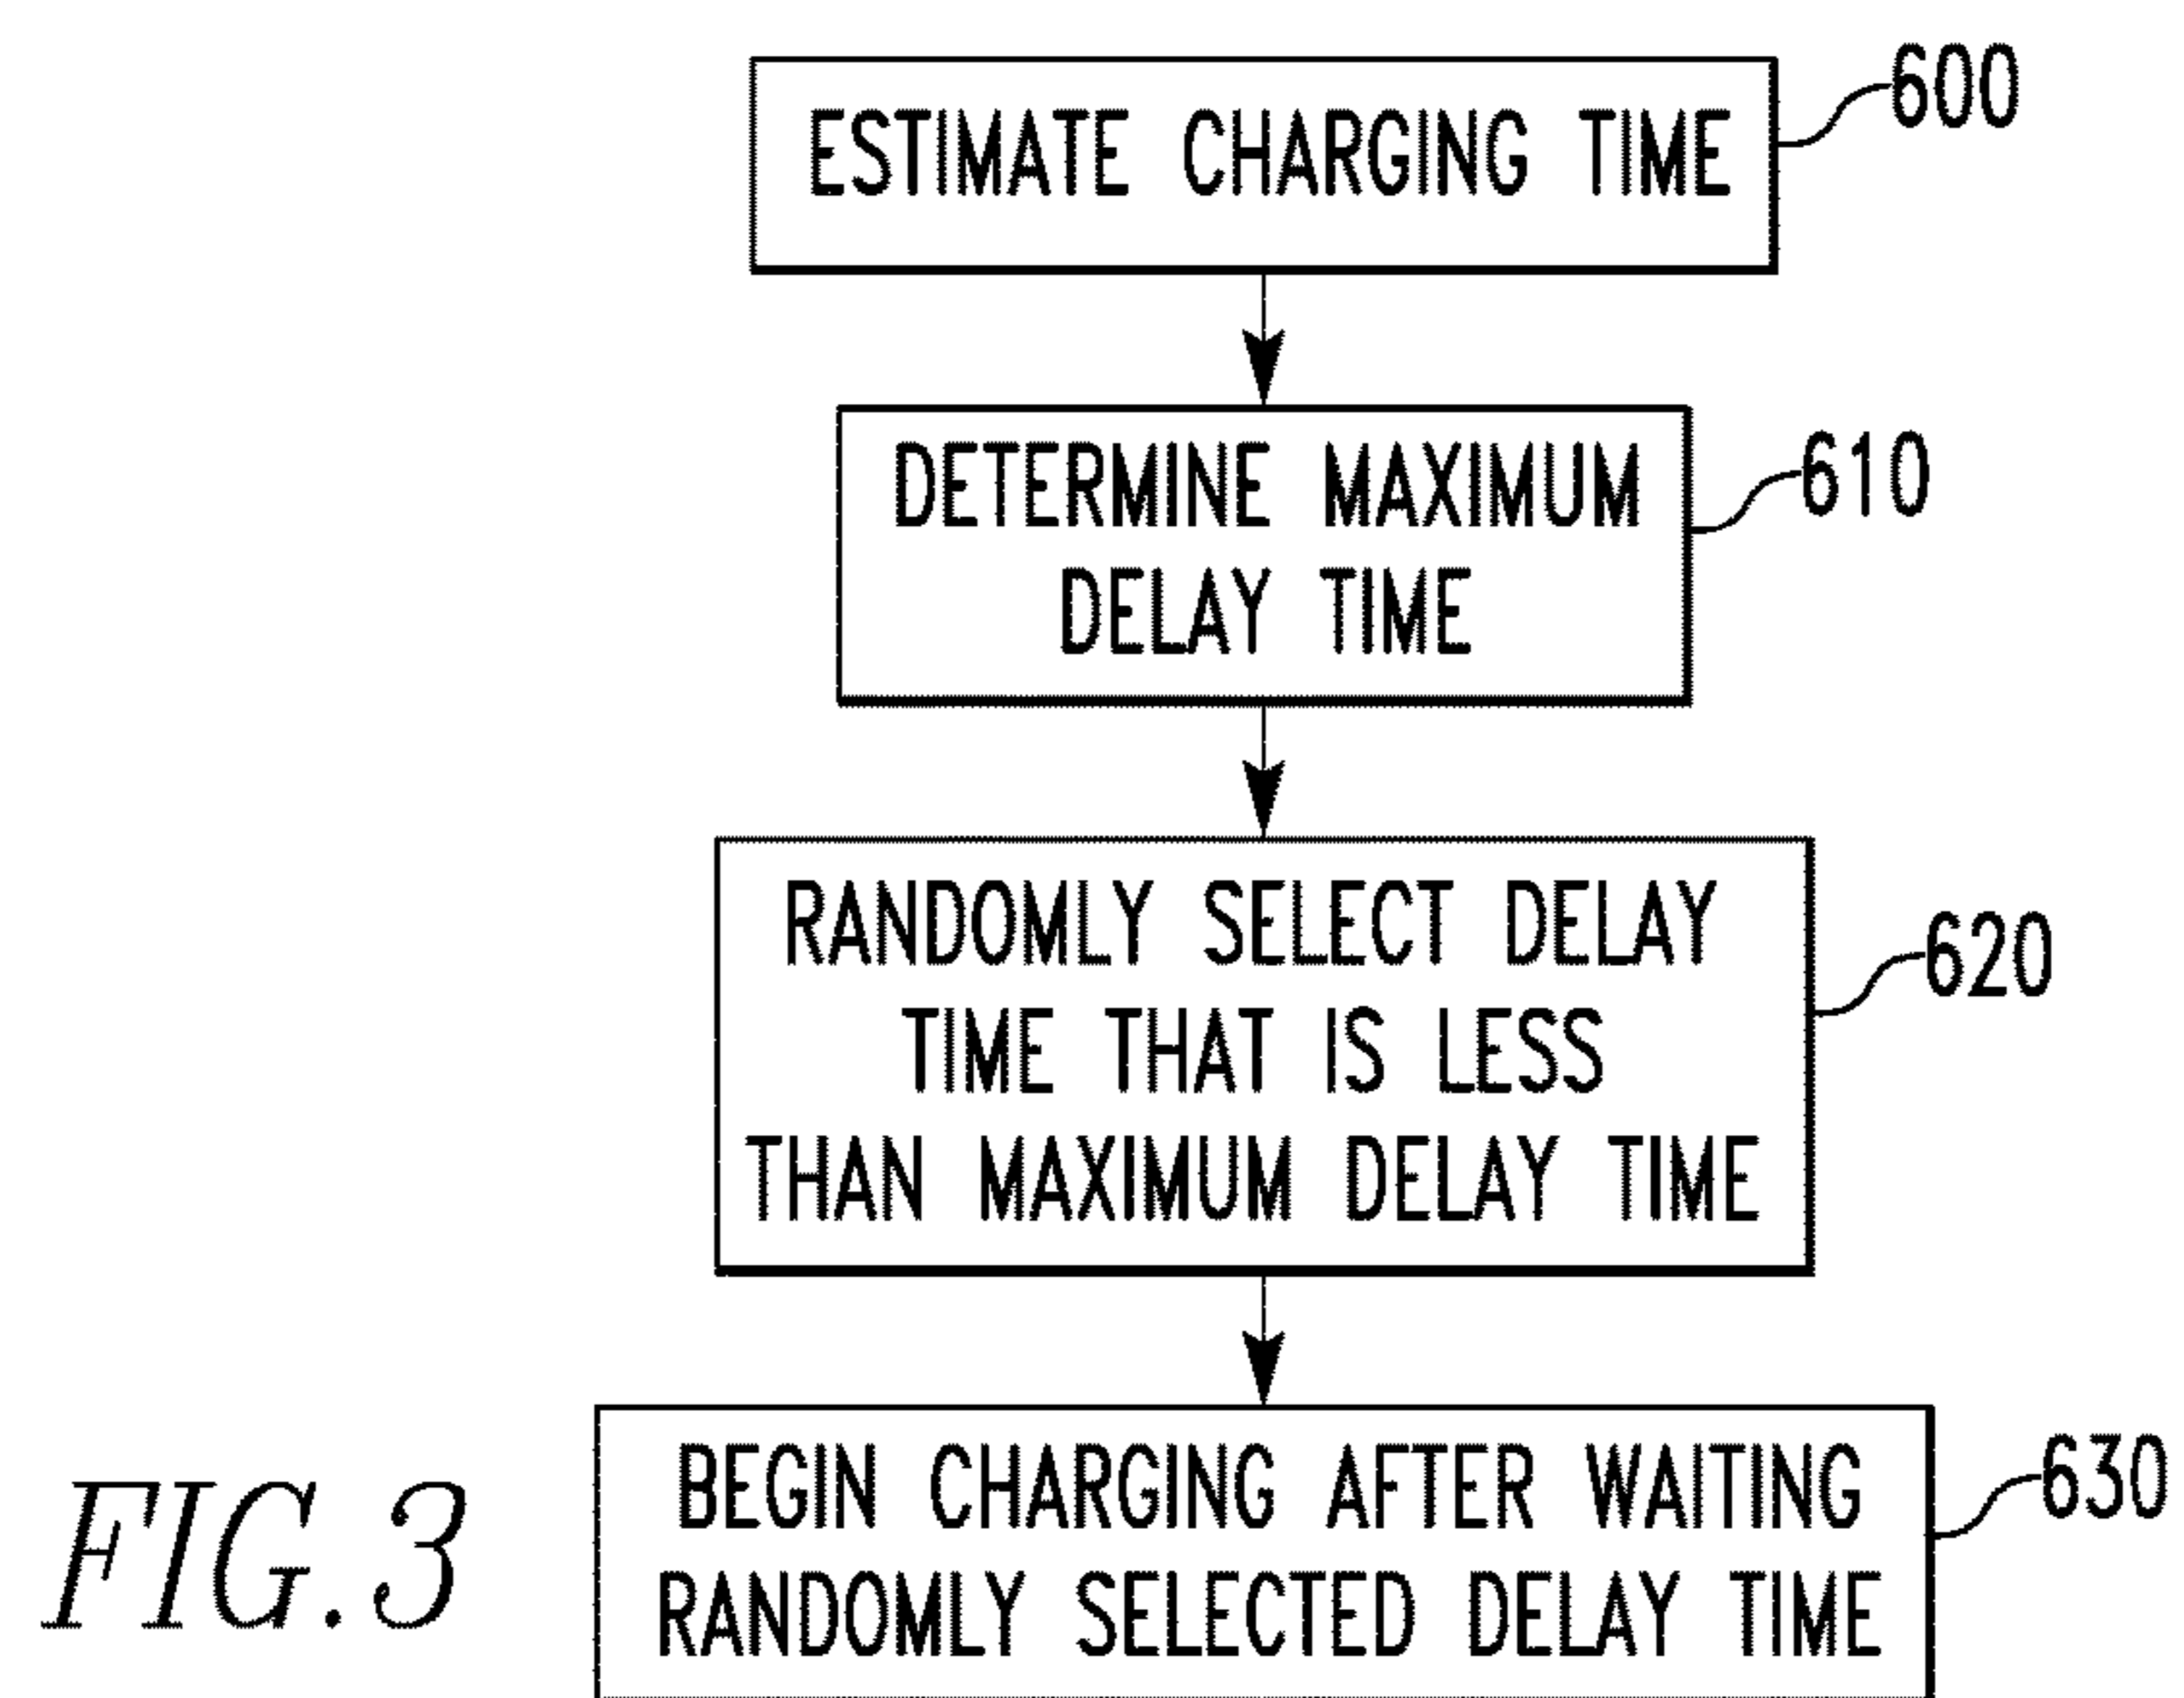 ESTIMATE CHARGING TIME
600
DETERMINE MAXIMUM
DELAY TIME
610
RANDOMLY SELECT DELAY
TIME THAT IS LESS
THAN MAXIMUM DELAY TIME
620
BEGIN CHARGING AFTER WAITING
RANDOMLY SELECTED DELAY TIME
630
FIG.3